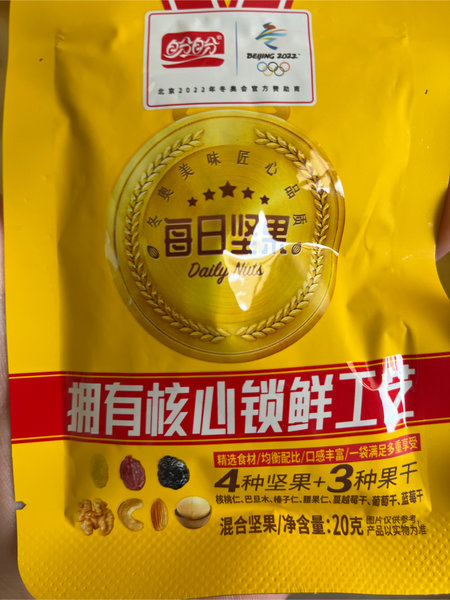 盼盼
BEIJING 2022
北京2022年冬奥会官方赞助商
冬奥美味匠心品质
每日坚果
Daily Nuts
拥有核心锁鲜工艺
精选食材/均衡配比/口感丰富/一袋满足多重享受
4种坚果+3种果干
核桃仁、巴旦木、榛子仁、腰果仁、蔓越莓干、葡萄干、蓝莓干
混合坚果/净含量:20克
图片仅供参考,
产品以实物为准